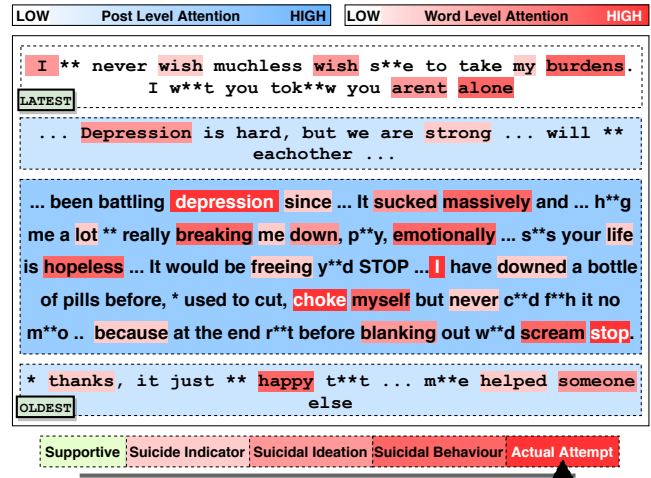 LOW Post Level Attention HIGH LOW Word Level Attention HIGH
I ** never wish muchless wish s**e to take my burdens.
I w**t you tok**w you arent alone
LATEST
... Depression is hard, but we are strong ... will **
eachother ...
... been battling depression since ... It sucked massively and ... h**g
me a lot ** really breaking me down, p**y, emotionally ... s**s your life
is hopeless ... It would be freeing y**d STOP ... I have downed a bottle
of pills before, * used to cut, choke myself but never c**d f**h it no
m**o .. because at the end r**t before blanking out w**d scream stop.
* thanks, it just ** happy t**t ... m**e helped someone
else
OLDEST
Supportive Suicide Indicator Suicidal Ideation Suicidal Behaviour Actual Attempt